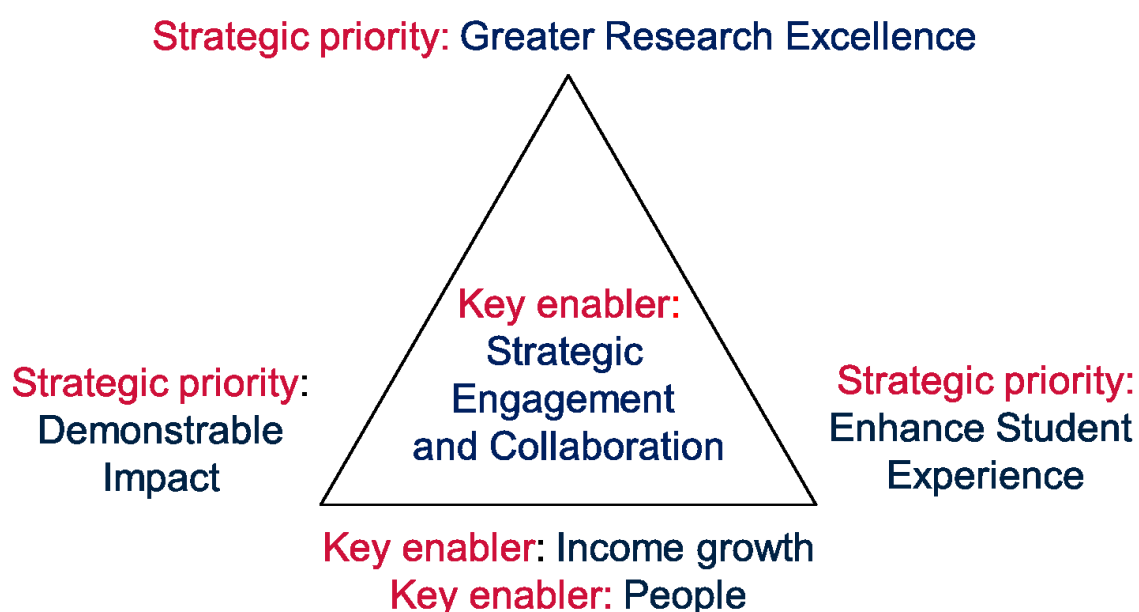 Strategic priority: Greater Research Excellence
Key enabler:
Strategic
Engagement
and Collaboration
Strategic priority:
Demonstrable
Impact
Strategic priority:
Enhance Student
Experience
Key enabler: Income growth
Key enabler: People